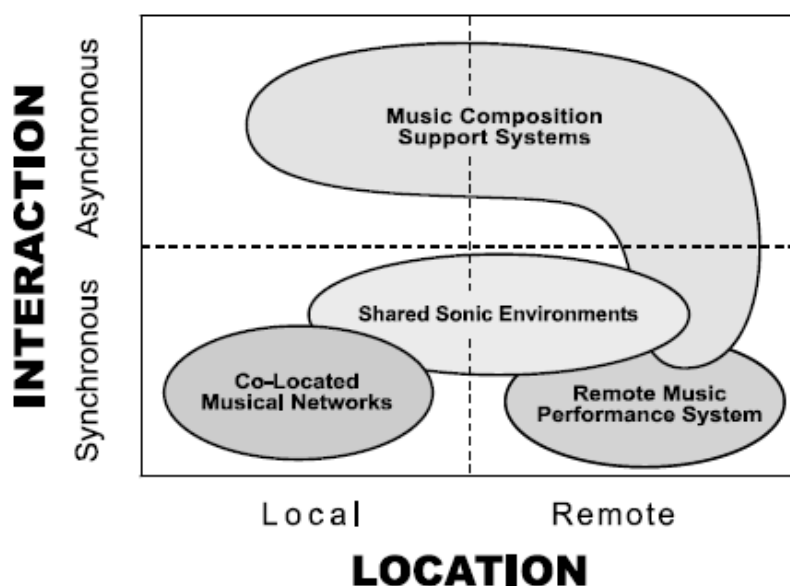 INTERACTION
Asynchronous
Synchronous
Music Composition
Support Systems
Shared Sonic Environments
Co-Located
Musical Networks
Remote Music
Performance System
Local
Remote
LOCATION